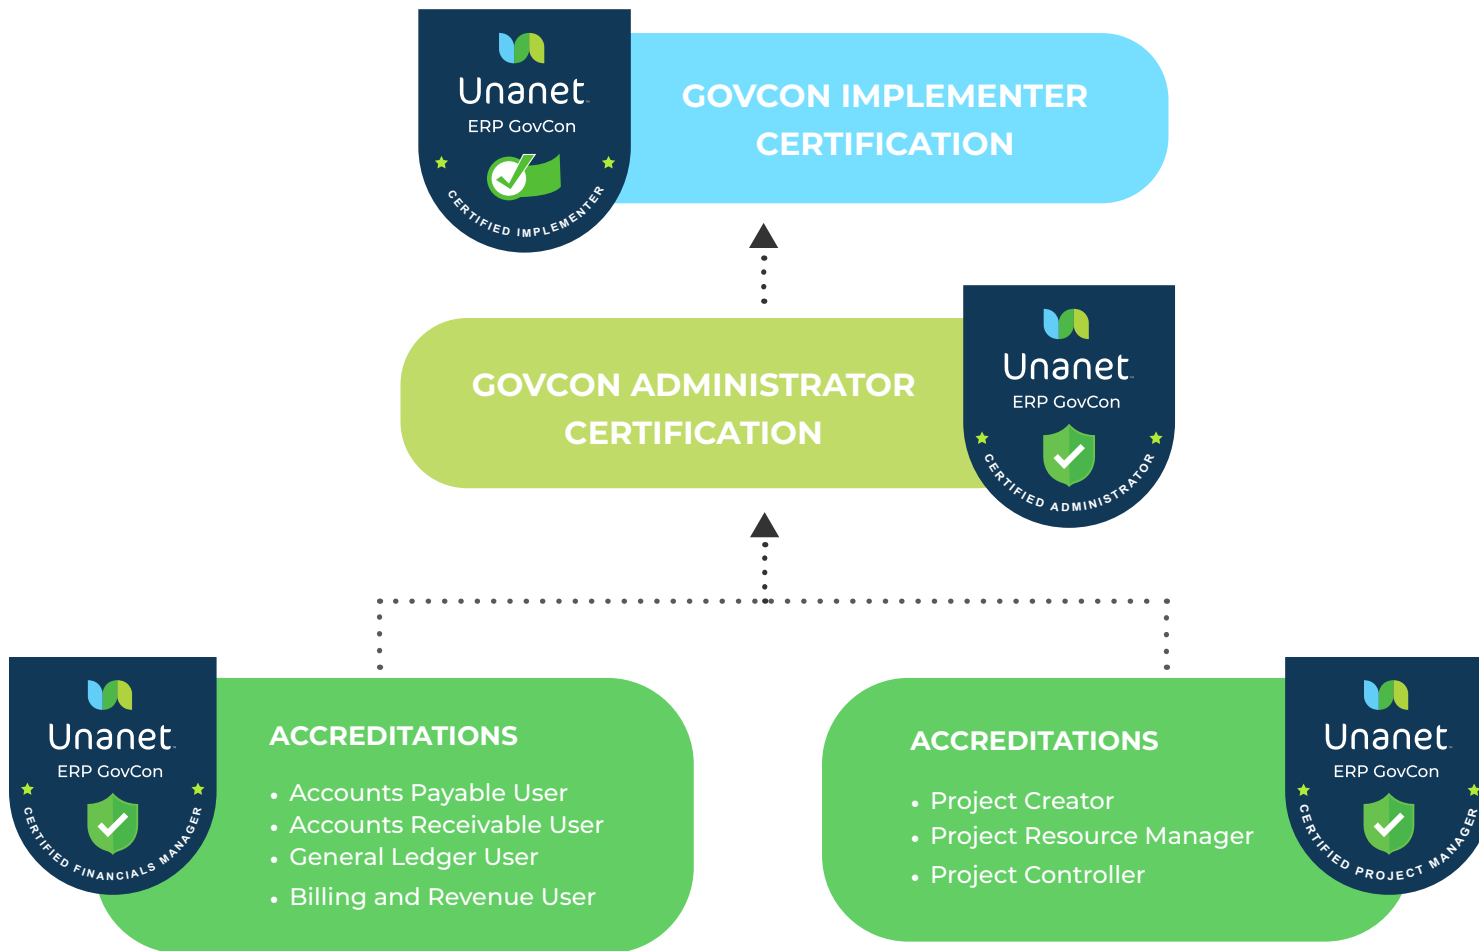 Unanet
ERP GovCon
CERTIFIED IMPLEMENTER
GOVCON IMPLEMENTER
CERTIFICATION
GOVCON ADMINISTRATOR
CERTIFICATION
Unanet
ERP GovCon
CERTIFIED ADMINISTRATOR
Unanet
ERP GovCon
CERTIFIED FINANCIALS MANAGER
ACCREDITATIONS
• Accounts Payable User
• Accounts Receivable User
• General Ledger User
• Billing and Revenue User
ACCREDITATIONS
• Project Creator
• Project Resource Manager
• Project Controller
Unanet
ERP GovCon
CERTIFIED PROJECT MANAGER